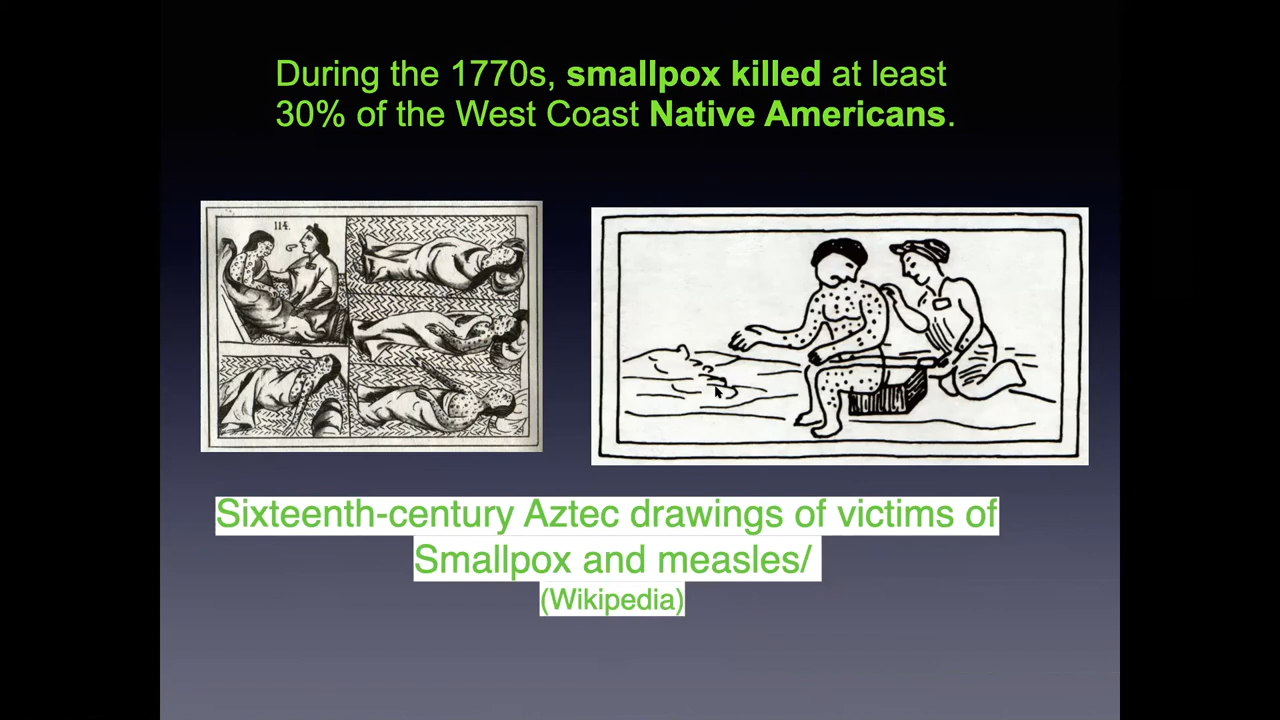 During the 1770s, smallpox killed at least
30% of the West Coast Native Americans.
114.
Sixteenth-century Aztec drawings of victims of
Smallpox and measles/
(Wikipedia)